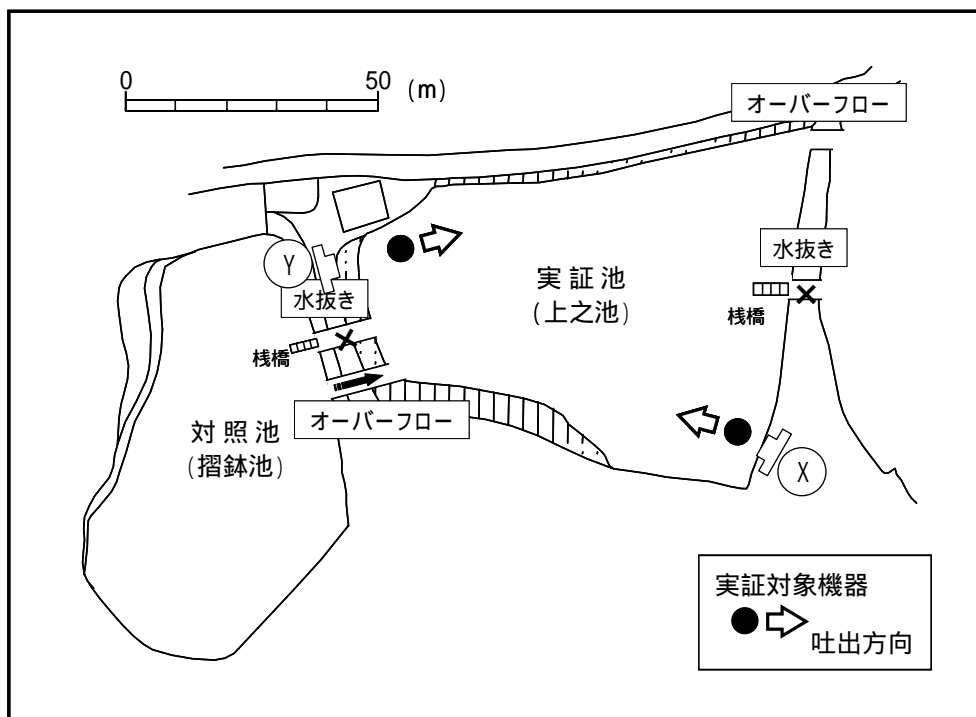 0 50 (m)
オーバーフロー
水抜き
桟橋
実証池
(上之池)
Y
水抜き
桟橋
オーバーフロー
対照池
(摺鉢池)
X
実証対象機器
吐出方向